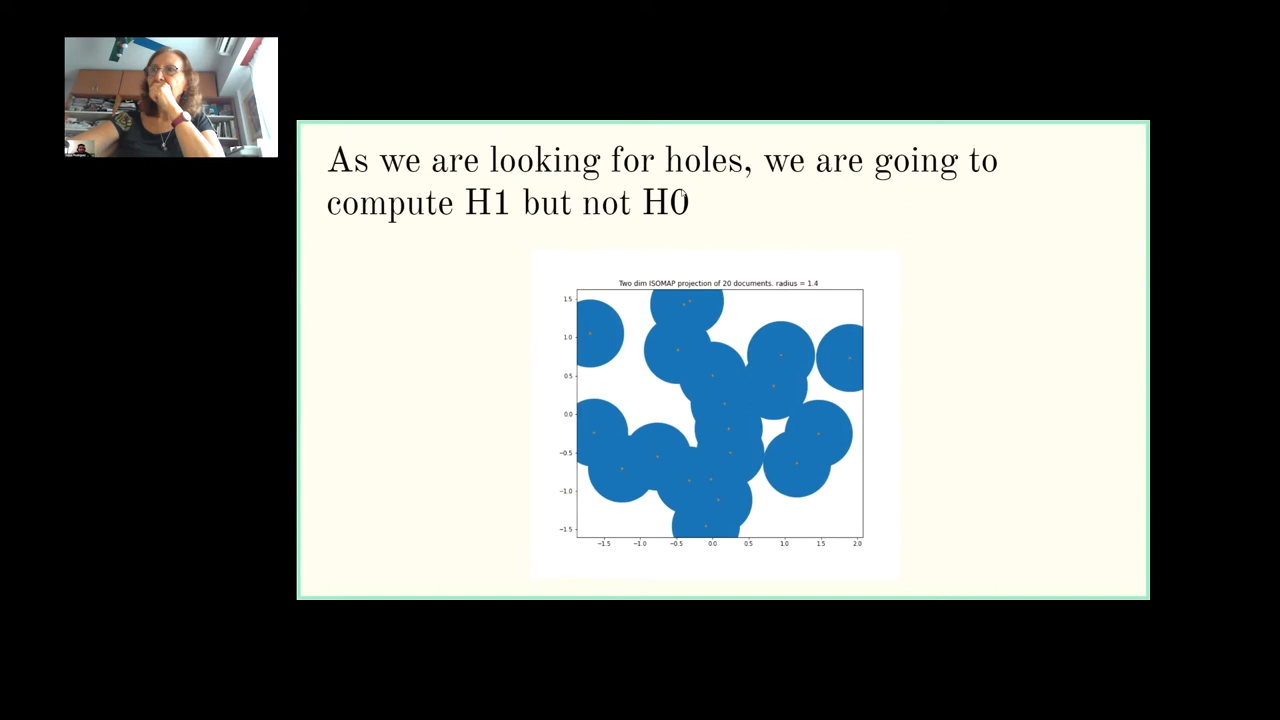 As we are looking for holes, we are going to
compute H1 but not H0
Two dim ISOMAP projection of 20 documents. radius = 1.4
1.5
1.0
0.5
0.0
−0.5
−1.0
−1.5
−1.5 −1.0 −0.5 0.0 0.5 1.0 1.5 2.0